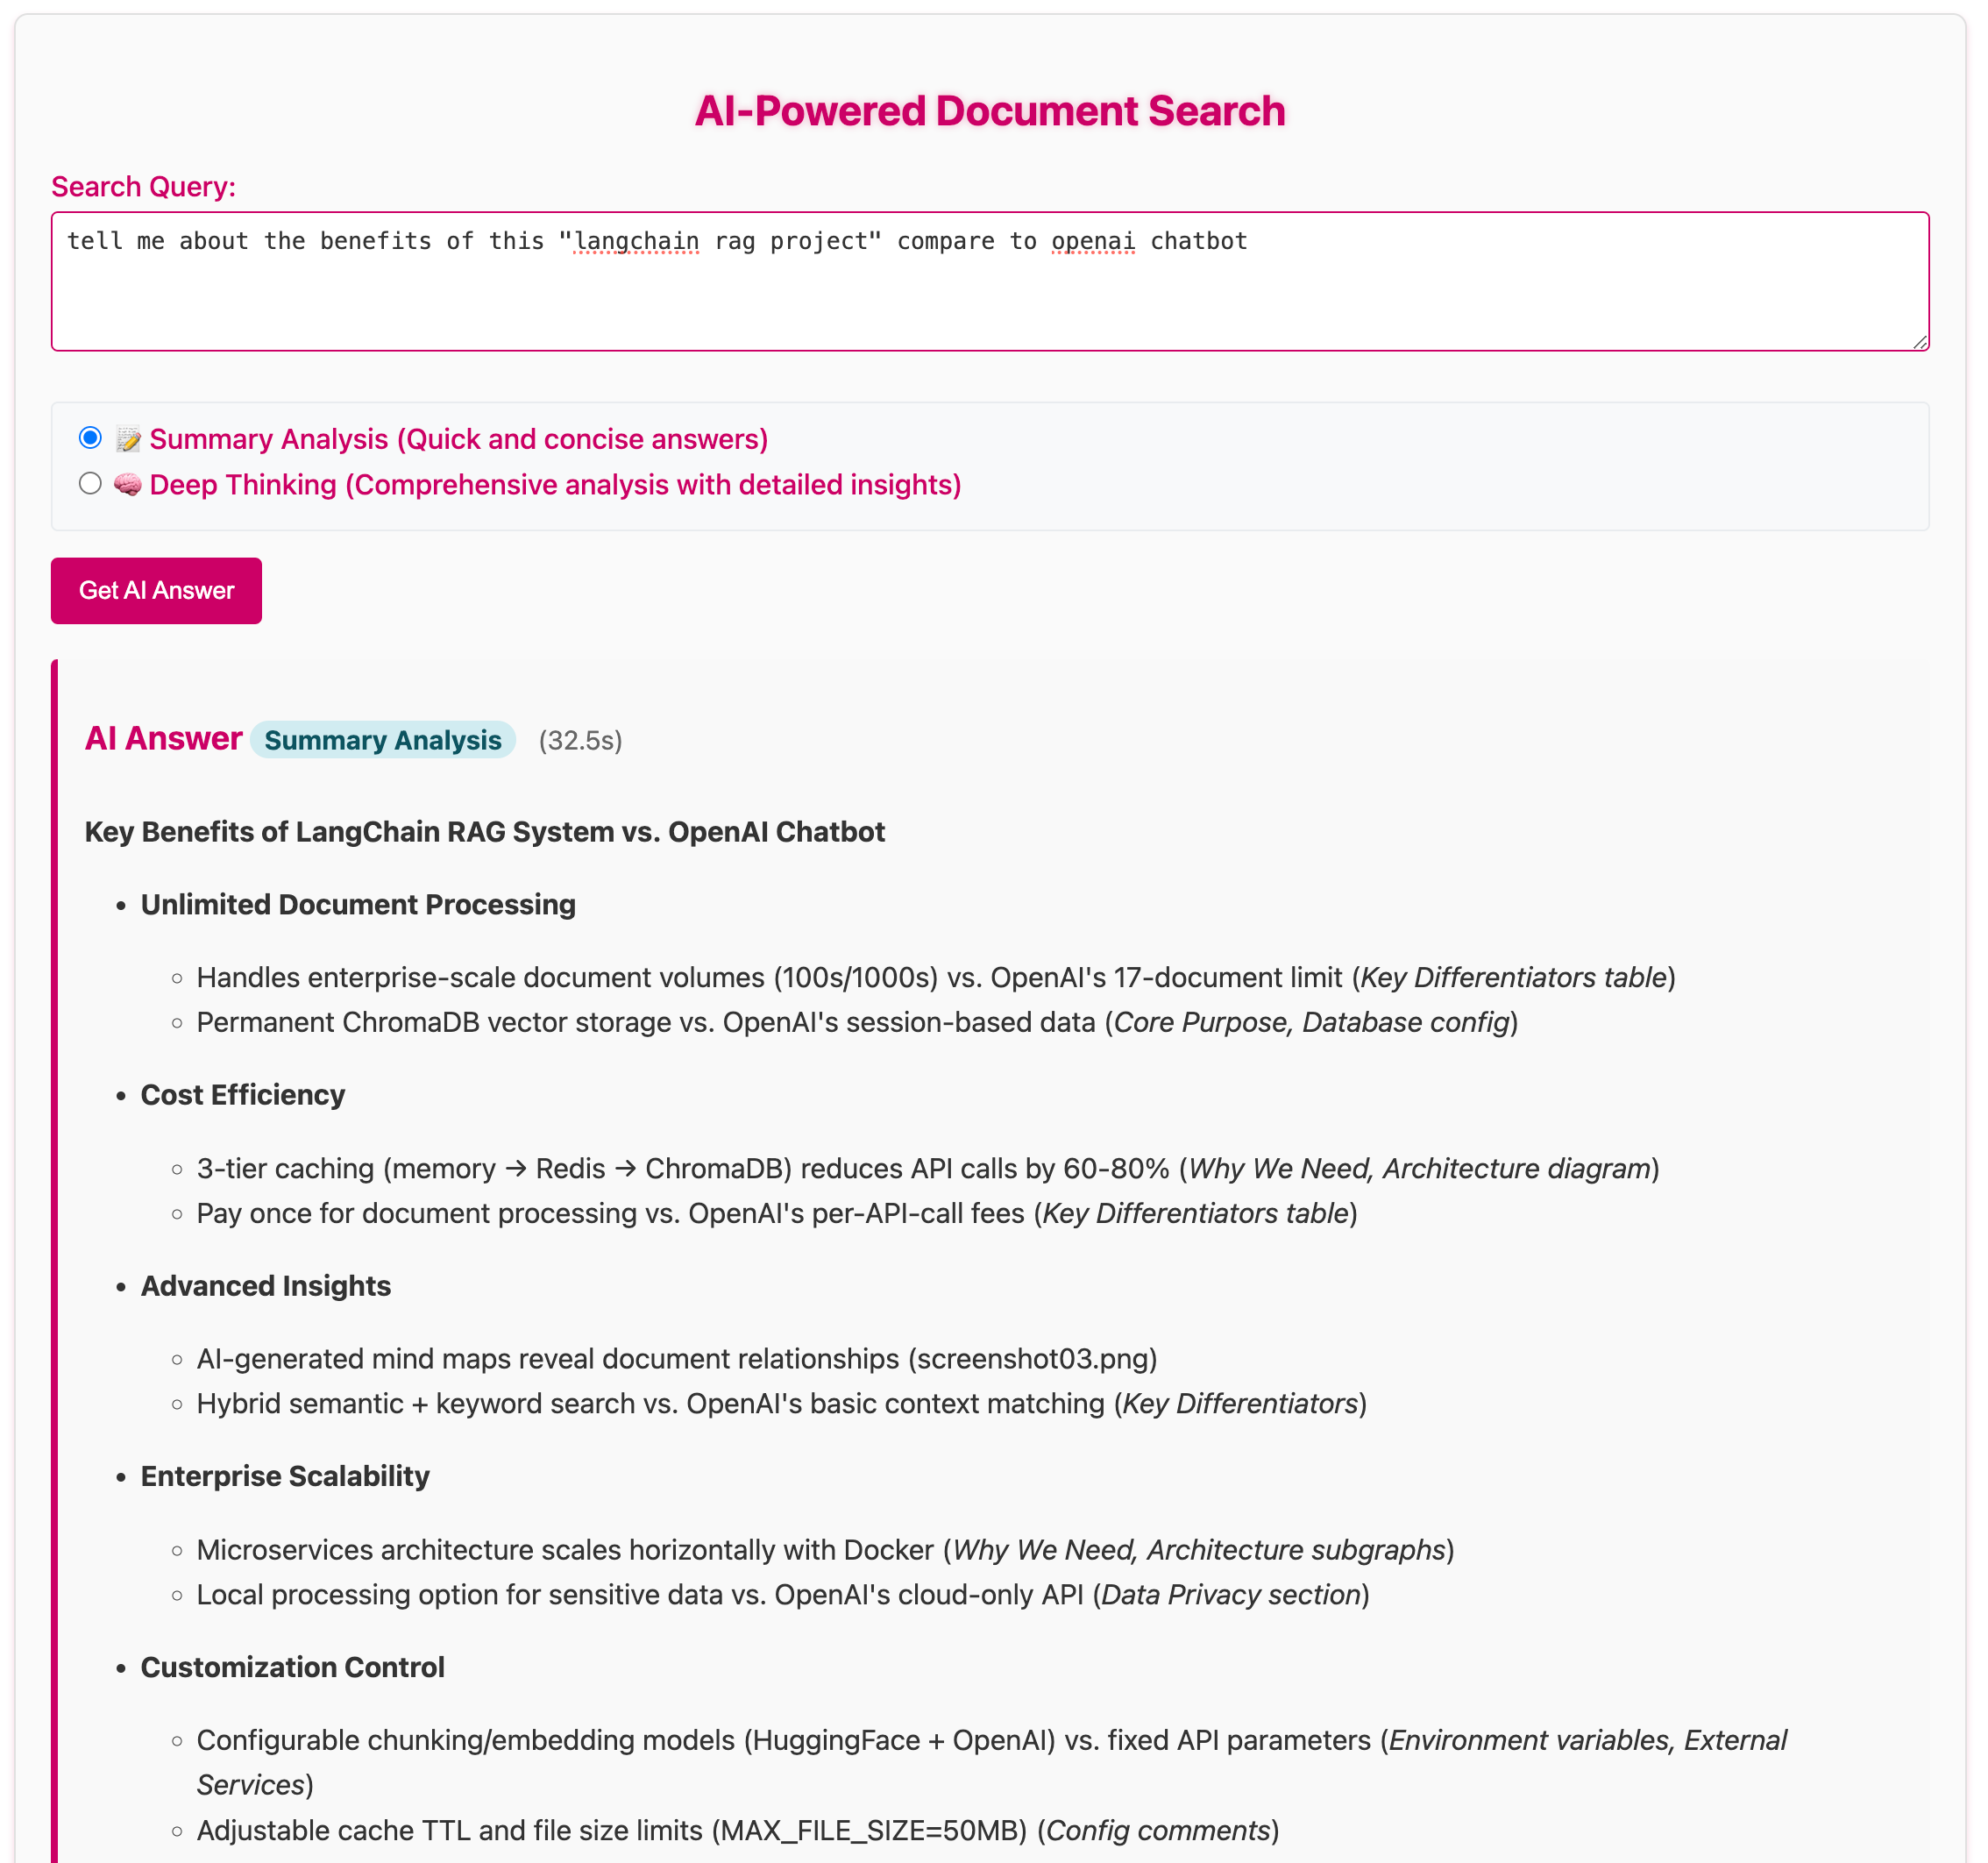 AI-Powered Document Search
Search Query:
tell me about the benefits of this "langchain rag project" compare to openai chatbot
📝 Summary Analysis (Quick and concise answers)
🧠 Deep Thinking (Comprehensive analysis with detailed insights)
Get AI Answer
AI Answer Summary Analysis (32.5s)
Key Benefits of LangChain RAG System vs. OpenAI Chatbot
• Unlimited Document Processing
◦ Handles enterprise-scale document volumes (100s/1000s) vs. OpenAI's 17-document limit (Key Differentiators table)
◦ Permanent ChromaDB vector storage vs. OpenAI's session-based data (Core Purpose, Database config)
• Cost Efficiency
◦ 3-tier caching (memory → Redis → ChromaDB) reduces API calls by 60-80% (Why We Need, Architecture diagram)
◦ Pay once for document processing vs. OpenAI's per-API-call fees (Key Differentiators table)
• Advanced Insights
◦ AI-generated mind maps reveal document relationships (screenshot03.png)
◦ Hybrid semantic + keyword search vs. OpenAI's basic context matching (Key Differentiators)
• Enterprise Scalability
◦ Microservices architecture scales horizontally with Docker (Why We Need, Architecture subgraphs)
◦ Local processing option for sensitive data vs. OpenAI's cloud-only API (Data Privacy section)
• Customization Control
◦ Configurable chunking/embedding models (HuggingFace + OpenAI) vs. fixed API parameters (Environment variables, External
Services)
◦ Adjustable cache TTL and file size limits (MAX_FILE_SIZE=50MB) (Config comments)